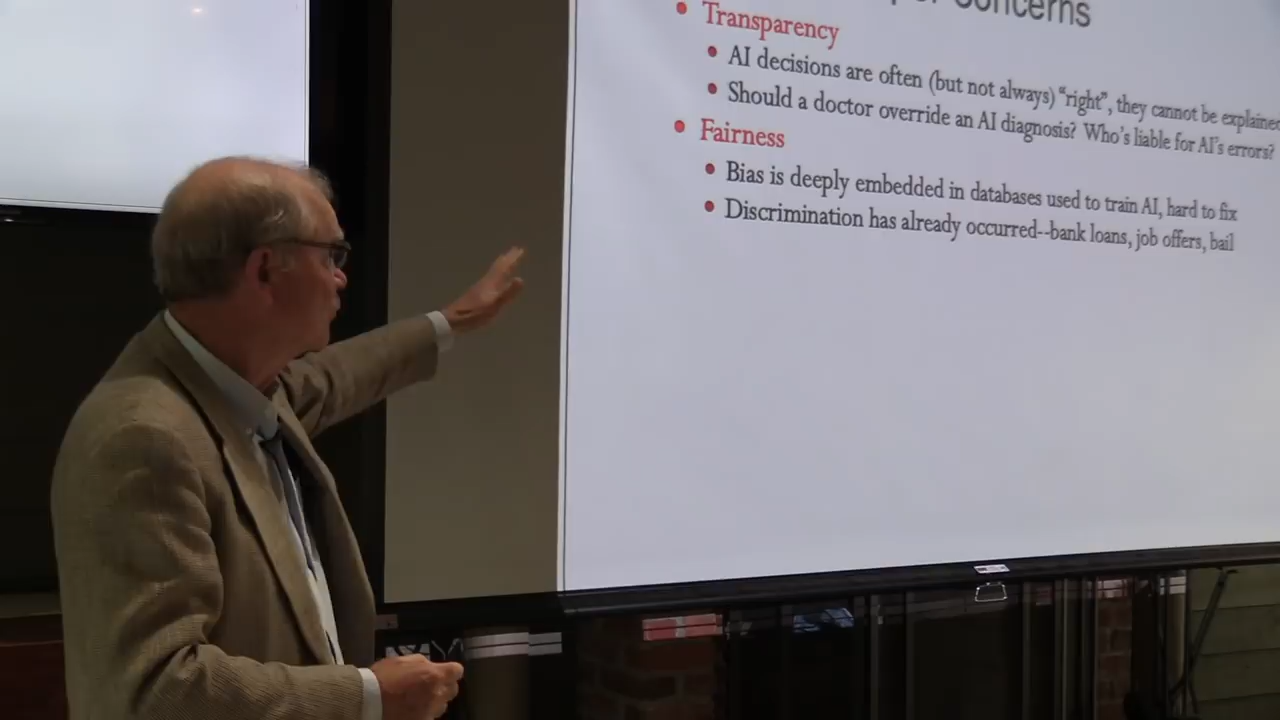 Concerns
Transparency
AI decisions are often (but not always) "right", they cannot be explained
Should a doctor override an AI diagnosis? Who's liable for AI's errors?
Fairness
Bias is deeply embedded in databases used to train AI, hard to fix
Discrimination has already occurred--bank loans, job offers, bail